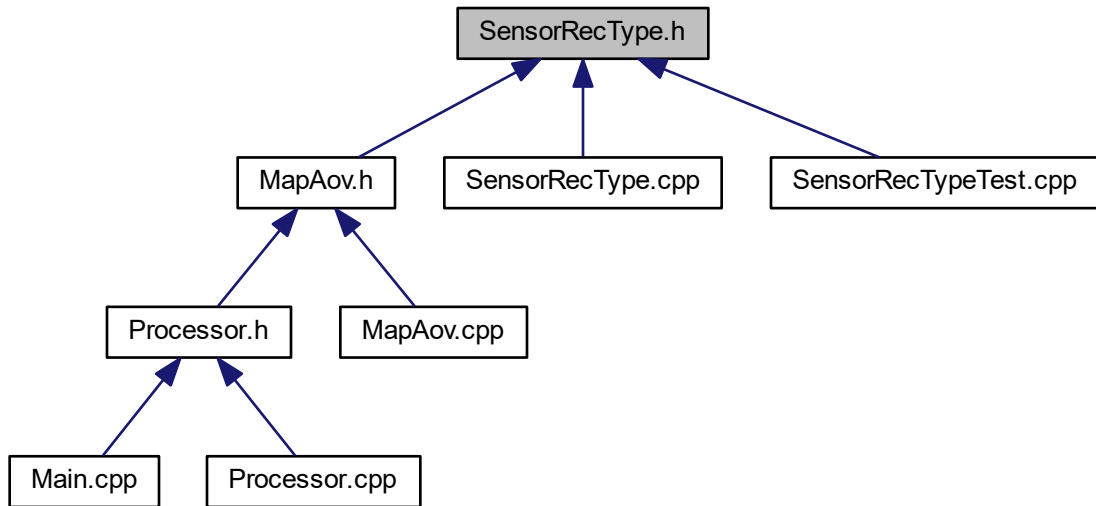 SensorRecType.h
MapAov.h
SensorRecType.cpp
SensorRecTypeTest.cpp
Processor.h
MapAov.cpp
Main.cpp
Processor.cpp